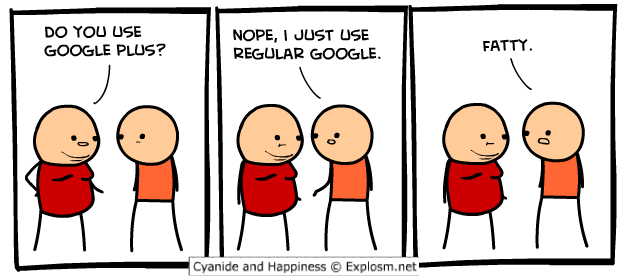 DO YOU USE
GOOGLE PLUS?
NOPE, I JUST USE
REGULAR GOOGLE.
FATTY.
Cyanide and Happiness © Explosm.net